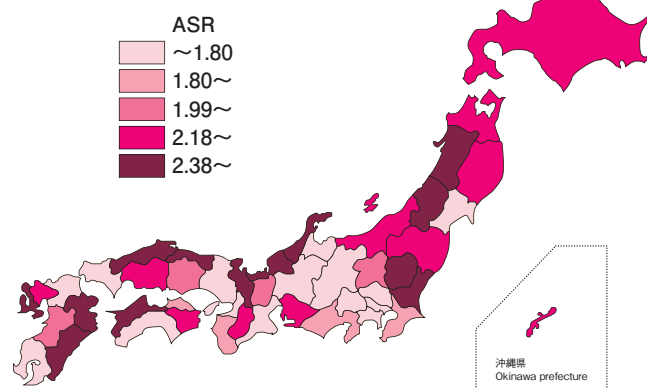 ASR
～1.80
1.80～
1.99～
2.18～
2.38～
沖縄県
Okinawa prefecture